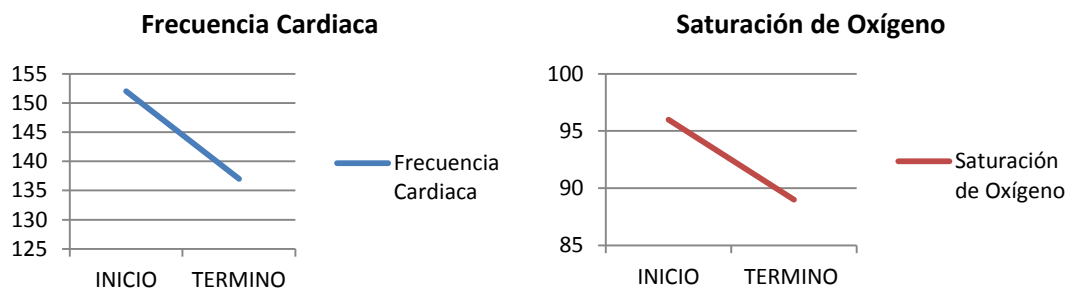 Frecuencia Cardiaca
155
150
145
140
135
130
125
INICIO TERMINO
Frecuencia
Cardiaca
Saturación de Oxígeno
100
95
90
85
INICIO TERMINO
Saturación
de Oxígeno